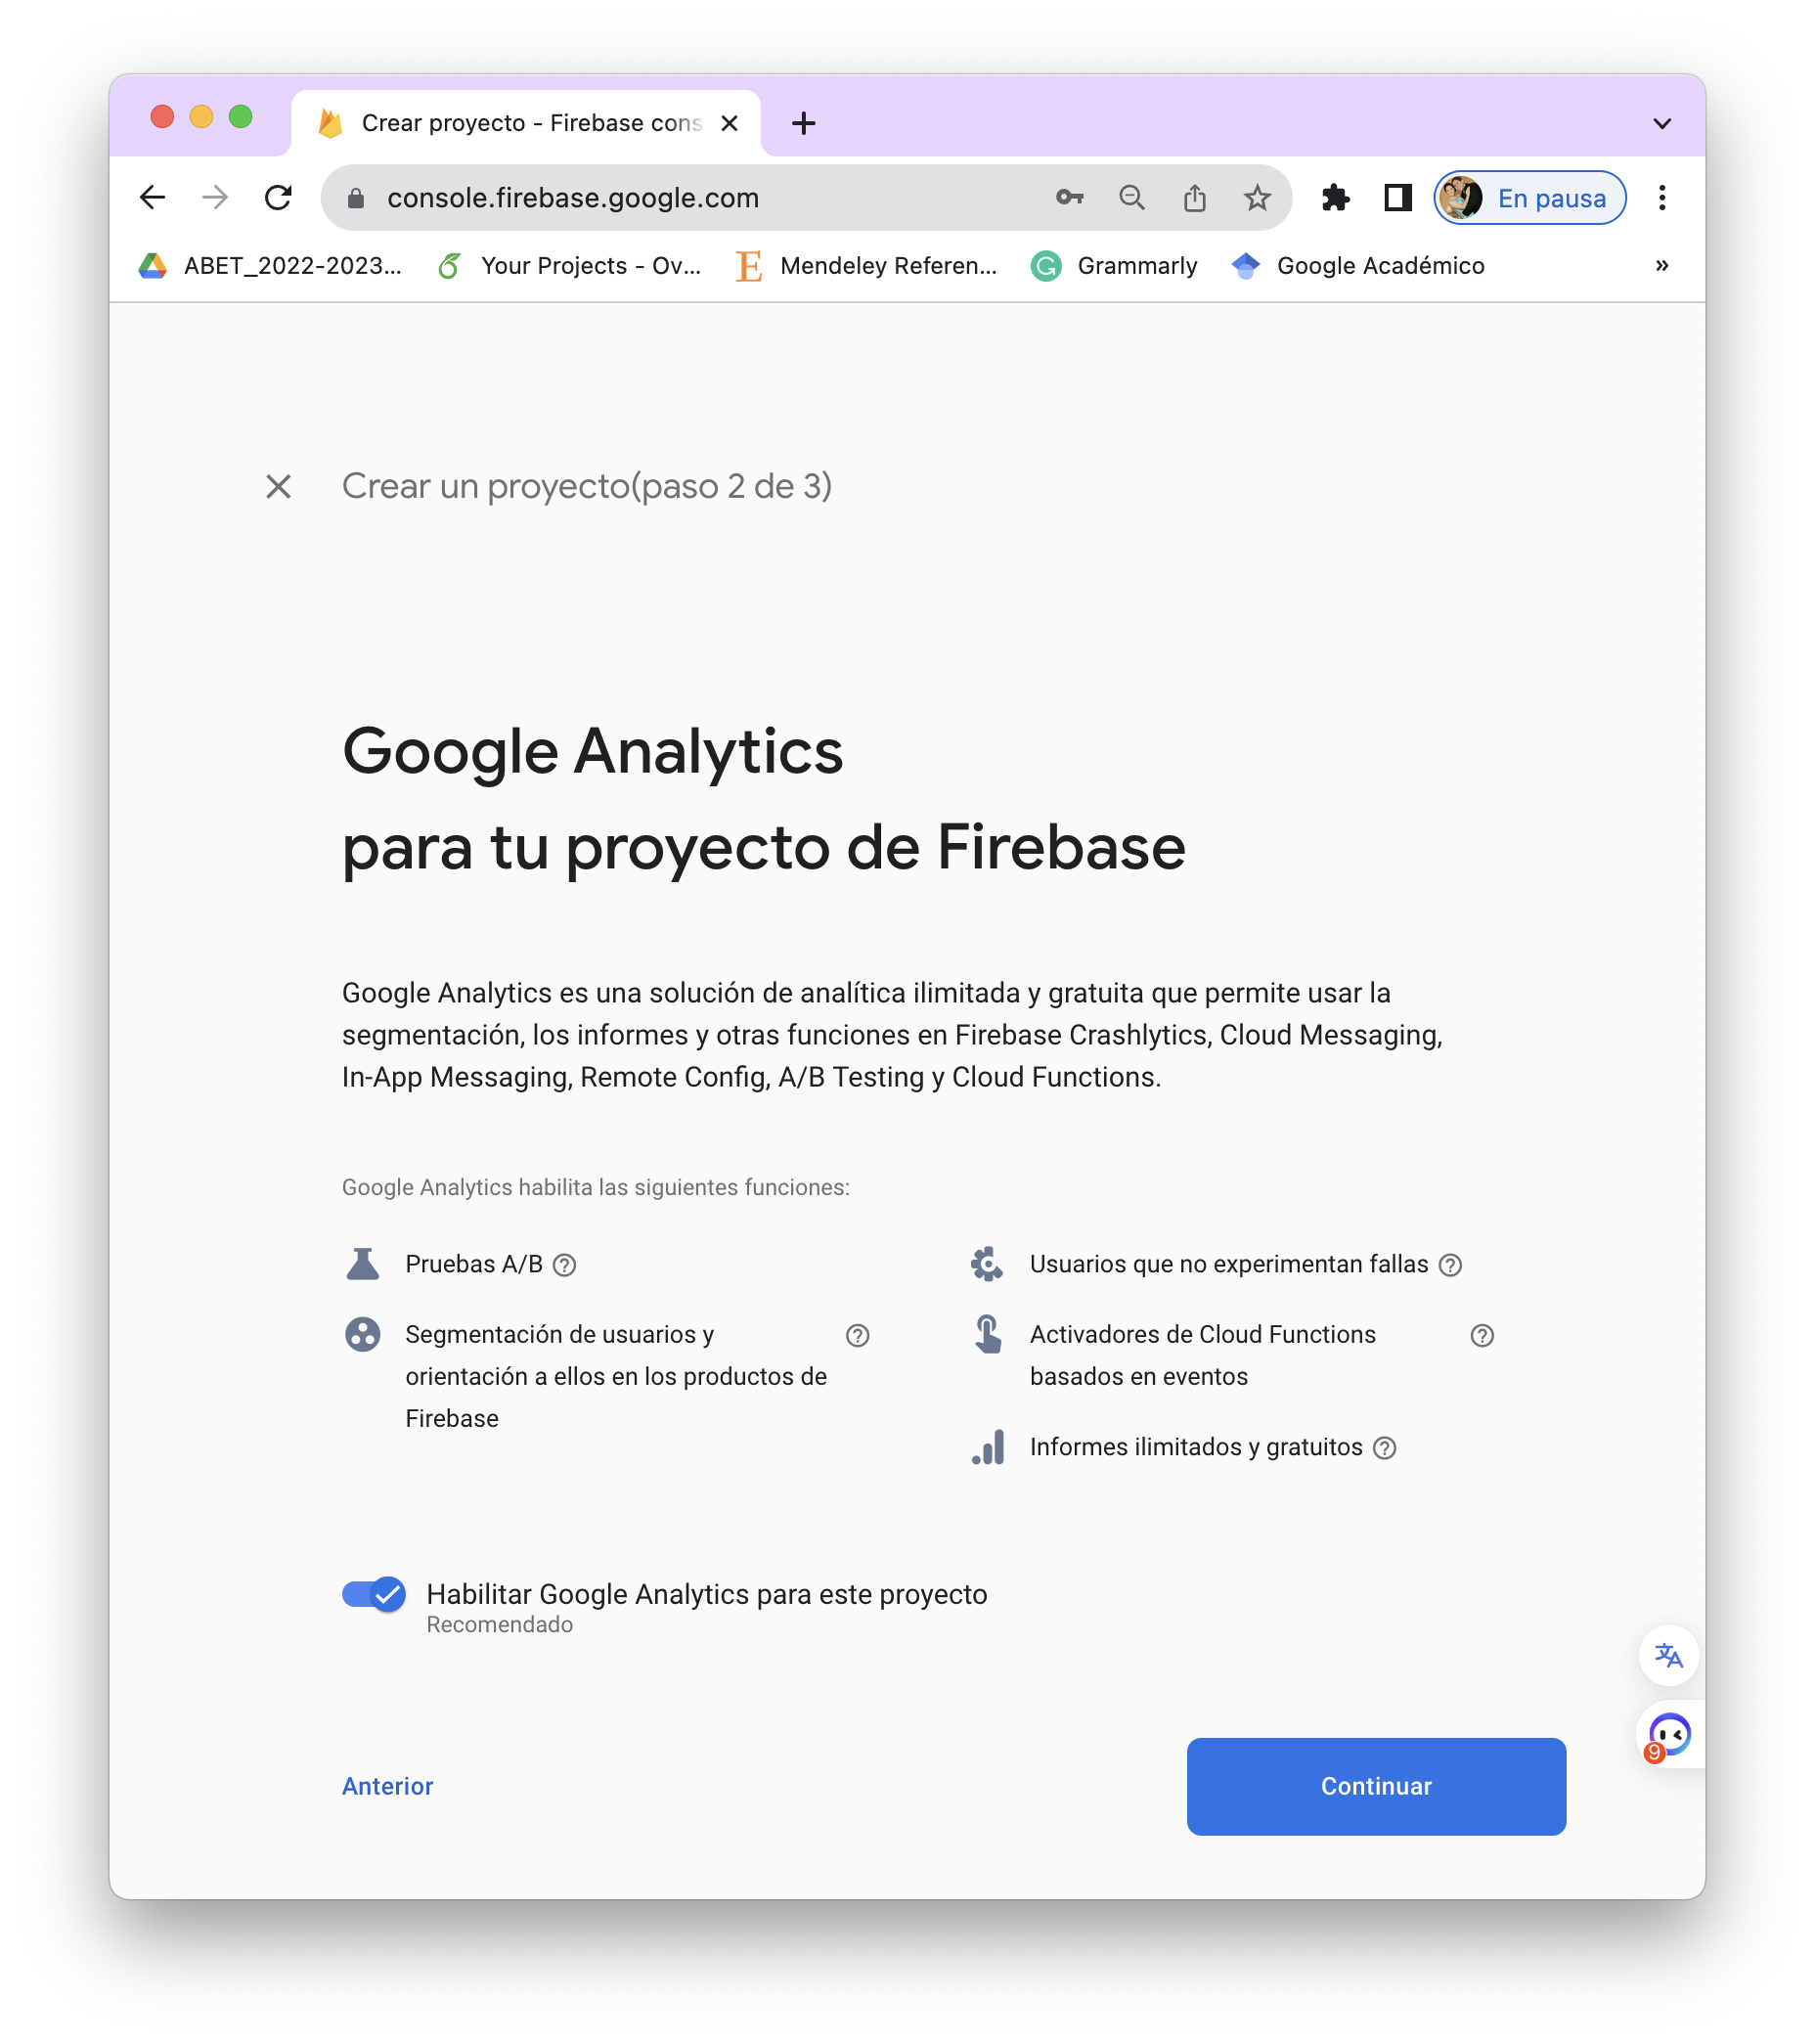 Crear proyecto - Firebase cons
console.firebase.google.com
En pausa
ABET_2022-2023...
Your Projects - Ov...
E
Mendeley Referen...
G
Grammarly
Google Académico
»
Crear un proyecto(paso 2 de 3)
Google Analytics
para tu proyecto de Firebase
Google Analytics es una solución de analítica ilimitada y gratuita que permite usar la
segmentación, los informes y otras funciones en Firebase Crashlytics, Cloud Messaging,
In-App Messaging, Remote Config, A/B Testing y Cloud Functions.
Google Analytics habilita las siguientes funciones:
Pruebas A/B
Segmentación de usuarios y
orientación a ellos en los productos de
Firebase
Usuarios que no experimentan fallas
Activadores de Cloud Functions
basados en eventos
Informes ilimitados y gratuitos
Habilitar Google Analytics para este proyecto
Recomendado
文A
9
Anterior
Continuar